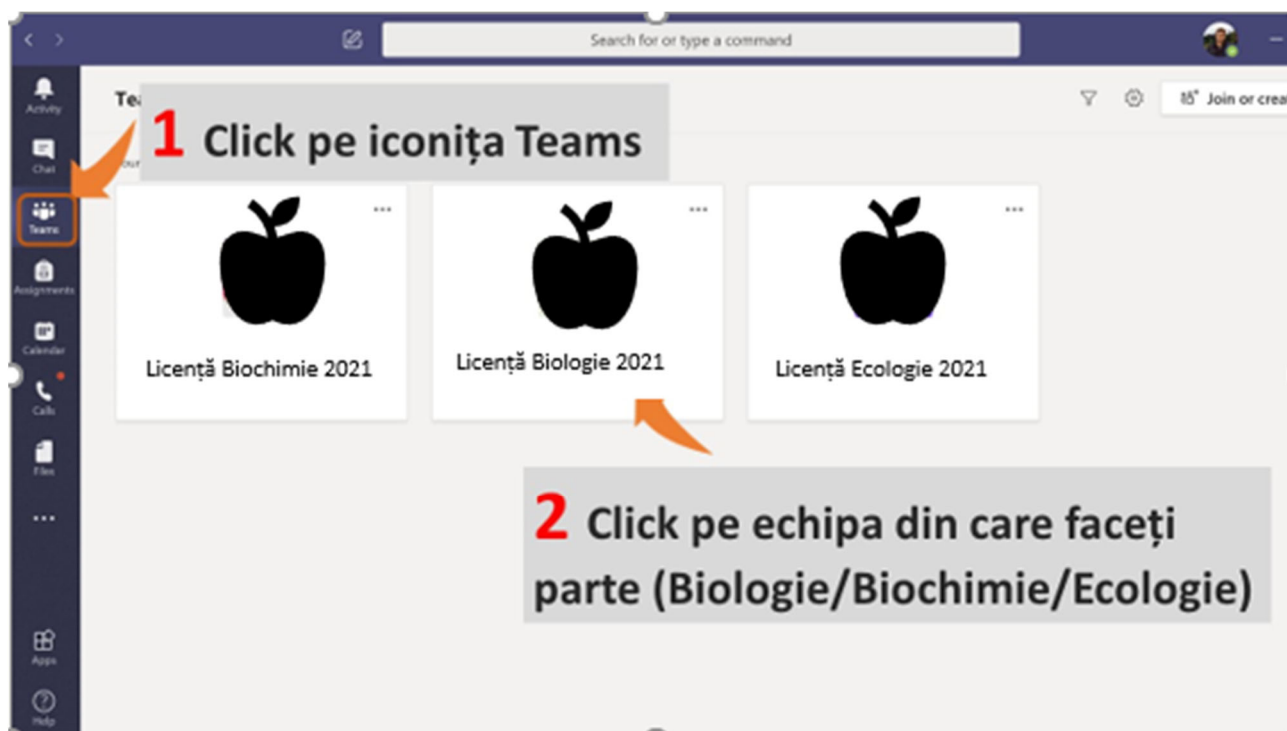 Search for or type a command
Activity
Chat
Teams
Assignments
Calendar
Calls
Files
Apps
Help
Join or crea
1 Click pe iconița Teams
Licență Biochimie 2021
Licență Biologie 2021
Licență Ecologie 2021
2 Click pe echipa din care faceți
parte (Biologie/Biochimie/Ecologie)